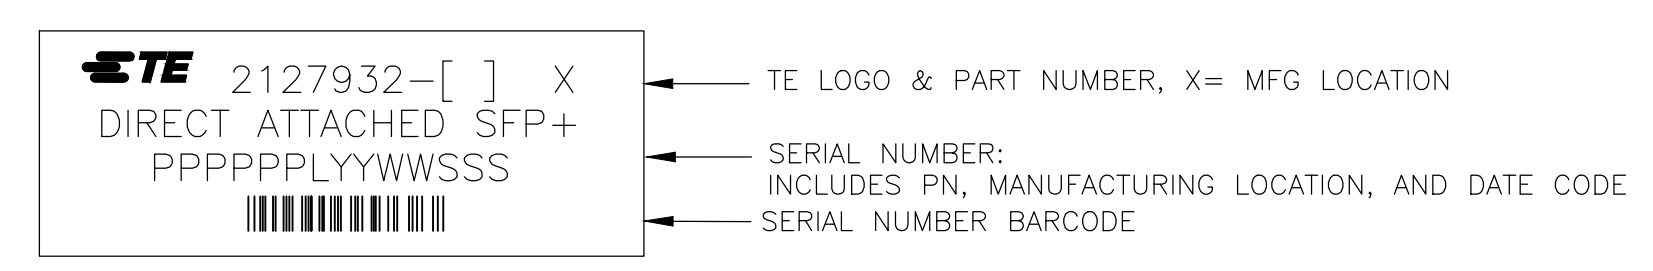 TE 2127932-[ ] X
DIRECT ATTACHED SFP+
PPPPPPLYYWWSSS
TE LOGO & PART NUMBER, X= MFG LOCATION
SERIAL NUMBER:
INCLUDES PN, MANUFACTURING LOCATION, AND DATE CODE
SERIAL NUMBER BARCODE